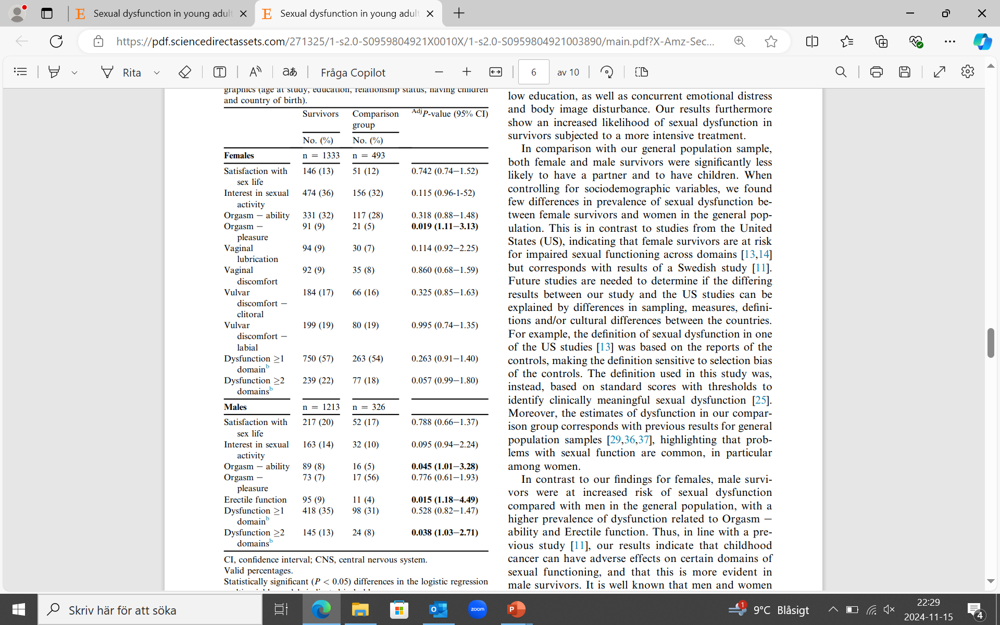 Sexual dysfunction in young adult
Sexual dysfunction in young adult
https://pdf.sciencedirectassets.com/271325/1-s2.0-S0959804921X0010X/1-s2.0-S0959804921003890/main.pdf?X-Amz-Sec...
Rita
Fråga Copilot
6
av 10
graphics (age at study, education, relationship status, having children
and country of birth).
Survivors Comparison group AdjP-value (95% CI)
No. (%) No. (%)
Females n = 1333 n = 493
Satisfaction with 146 (13) 51 (12) 0.742 (0.74–1.52)
sex life
Interest in sexual 474 (36) 156 (32) 0.115 (0.96-1-52)
activity
Orgasm – ability 331 (32) 117 (28) 0.318 (0.88–1.48)
Orgasm – 91 (9) 21 (5) 0.019 (1.11–3.13)
pleasure
Vaginal 94 (9) 30 (7) 0.114 (0.92–2.25)
lubrication
Vaginal 92 (9) 35 (8) 0.860 (0.68–1.59)
discomfort
Vulvar 184 (17) 66 (16) 0.325 (0.85–1.63)
discomfort –
clitoral
Vulvar 199 (19) 80 (19) 0.995 (0.74–1.35)
discomfort –
labial
Dysfunction ≥1 750 (57) 263 (54) 0.263 (0.91–1.40)
domainb
Dysfunction ≥2 239 (22) 77 (18) 0.057 (0.99–1.80)
domainsb
Males n = 1213 n = 326
Satisfaction with 217 (20) 52 (17) 0.788 (0.66–1.37)
sex life
Interest in sexual 163 (14) 32 (10) 0.095 (0.94–2.24)
activity
Orgasm – ability 89 (8) 16 (5) 0.045 (1.01–3.28)
Orgasm – 73 (7) 17 (56) 0.776 (0.61–1.93)
pleasure
Erectile function 95 (9) 11 (4) 0.015 (1.18–4.49)
Dysfunction ≥1 418 (35) 98 (31) 0.528 (0.82–1.47)
domainb
Dysfunction ≥2 145 (13) 24 (8) 0.038 (1.03–2.71)
domainsb
CI, confidence interval; CNS, central nervous system.
Valid percentages.
Statistically significant (P < 0.05) differences in the logistic regression
low education, as well as concurrent emotional distress
and body image disturbance. Our results furthermore
show an increased likelihood of sexual dysfunction in
survivors subjected to a more intensive treatment.
In comparison with our general population sample,
both female and male survivors were significantly less
likely to have a partner and to have children. When
controlling for sociodemographic variables, we found
few differences in prevalence of sexual dysfunction be-
tween female survivors and women in the general pop-
ulation. This is in contrast to studies from the United
States (US), indicating that female survivors are at risk
for impaired sexual functioning across domains [13,14]
but corresponds with results of a Swedish study [11].
Future studies are needed to determine if the differing
results between our study and the US studies can be
explained by differences in sampling, measures, defini-
tions and/or cultural differences between the countries.
For example, the definition of sexual dysfunction in one
of the US studies [13] was based on the reports of the
controls, making the definition sensitive to selection bias
of the controls. The definition used in this study was,
instead, based on standard scores with thresholds to
identify clinically meaningful sexual dysfunction [25].
Moreover, the estimates of dysfunction in our compar-
ison group corresponds with previous results for general
population samples [29,36,37], highlighting that prob-
lems with sexual function are common, in particular
among women.
In contrast to our findings for females, male survi-
vors were at increased risk of sexual dysfunction
compared with men in the general population, with a
higher prevalence of dysfunction related to Orgasm –
ability and Erectile function. Thus, in line with a pre-
vious study [11], our results indicate that childhood
cancer can have adverse effects on certain domains of
sexual functioning, and that this is more evident in
male survivors. It is well known that men and women
Skriv här för att söka
zoom
1
9°C Blåsigt
22:29
2024-11-15
4